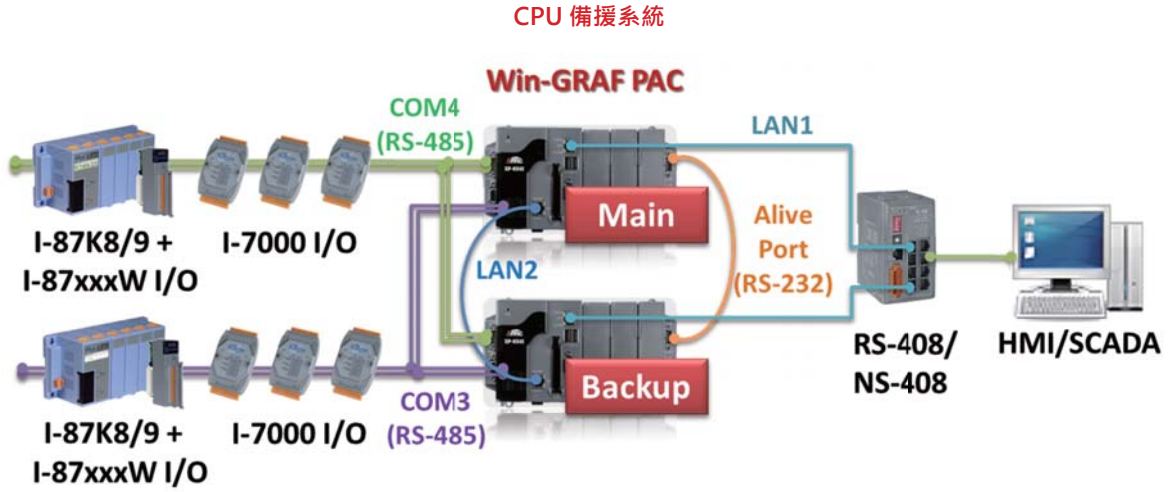 CPU 備援系統
Win-GRAF PAC
COM4
(RS-485)
LAN1
Main
I-87K8/9 +
I-87xxxW I/O
I-7000 I/O
LAN2
Alive
Port
(RS-232)
RS-408/
NS-408
HMI/SCADA
Backup
COM3
(RS-485)
I-87K8/9 +
I-87xxxW I/O
I-7000 I/O